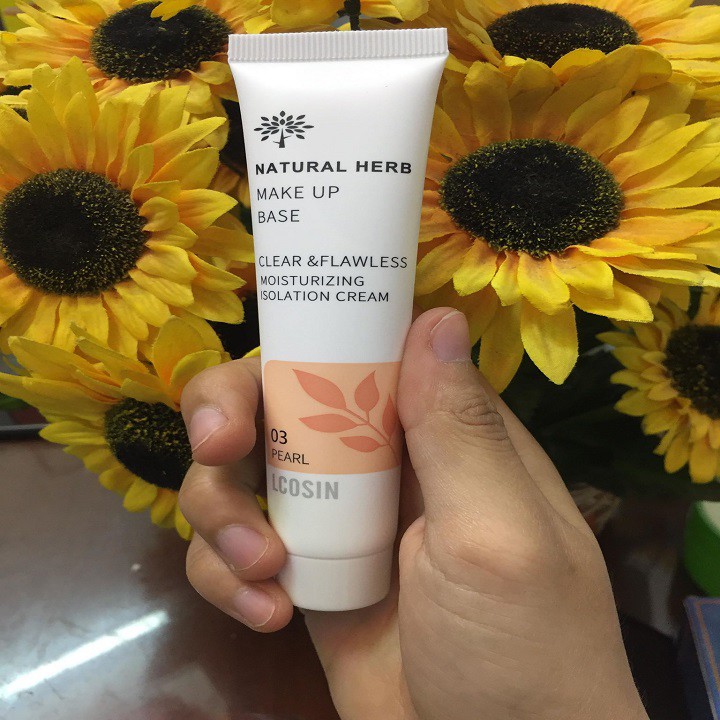 NATURAL HERB
MAKE UP
BASE
CLEAR &FLAWLESS
MOISTURIZING
ISOLATION CREAM
03
PEARL
LCOSIN